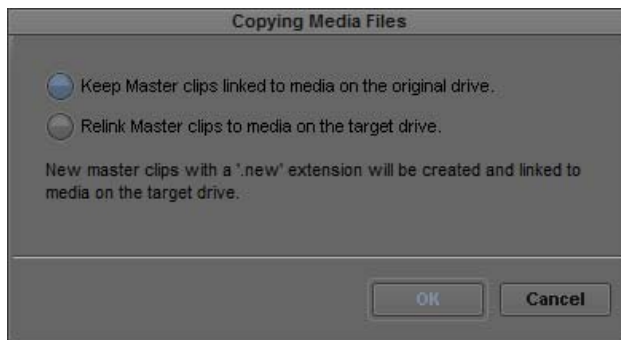 Copying Media Files
Keep Master clips linked to media on the original drive.
Relink Master clips to media on the target drive.
New master clips with a '.new' extension will be created and linked to
media on the target drive.
OK
Cancel